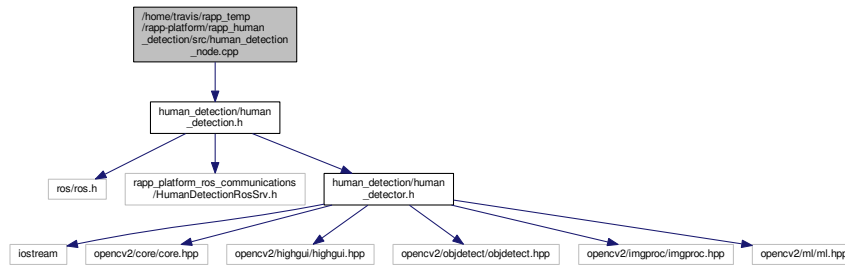 /home/travis/rapp_temp
/rapp-platform/rapp_human
_detection/src/human_detection
_node.cpp
human_detection/human
_detection.h
ros/ros.h
rapp_platform_ros_communications
/HumanDetectionRosSrv.h
human_detection/human
_detector.h
iostream
opencv2/core/core.hpp
opencv2/highgui/highgui.hpp
opencv2/objdetect/objdetect.hpp
opencv2/imgproc/imgproc.hpp
opencv2/ml/ml.hpp